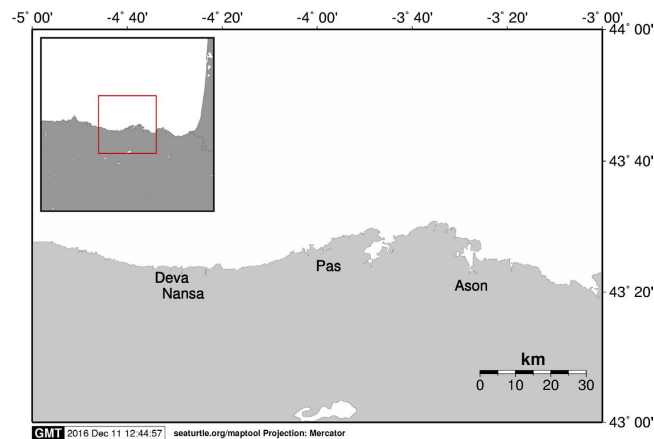 -5° 00' -4° 40' -4° 20' -4° 00' -3° 40' -3° 20' -3° 00'
44° 00'
43° 40'
43° 20'
43° 00'
Pas
Deva
Nansa
Ason
km
0 10 20 30
GMT 2016 Dec 11 12:44:57 seaturtle.org/maptool Projection: Mercator